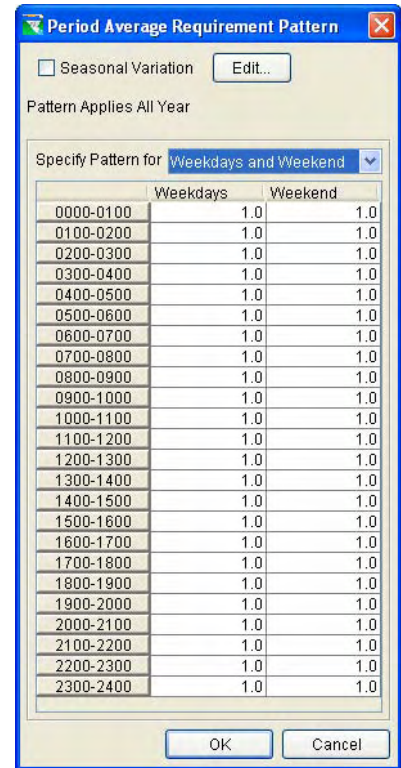 Period Average Requirement Pattern
Seasonal Variation Edit...
Pattern Applies All Year
Specify Pattern for Weekdays and Weekend
Weekdays Weekend
0000-0100 1.0 1.0
0100-0200 1.0 1.0
0200-0300 1.0 1.0
0300-0400 1.0 1.0
0400-0500 1.0 1.0
0500-0600 1.0 1.0
0600-0700 1.0 1.0
0700-0800 1.0 1.0
0800-0900 1.0 1.0
0900-1000 1.0 1.0
1000-1100 1.0 1.0
1100-1200 1.0 1.0
1200-1300 1.0 1.0
1300-1400 1.0 1.0
1400-1500 1.0 1.0
1500-1600 1.0 1.0
1600-1700 1.0 1.0
1700-1800 1.0 1.0
1800-1900 1.0 1.0
1900-2000 1.0 1.0
2000-2100 1.0 1.0
2100-2200 1.0 1.0
2200-2300 1.0 1.0
2300-2400 1.0 1.0
OK Cancel